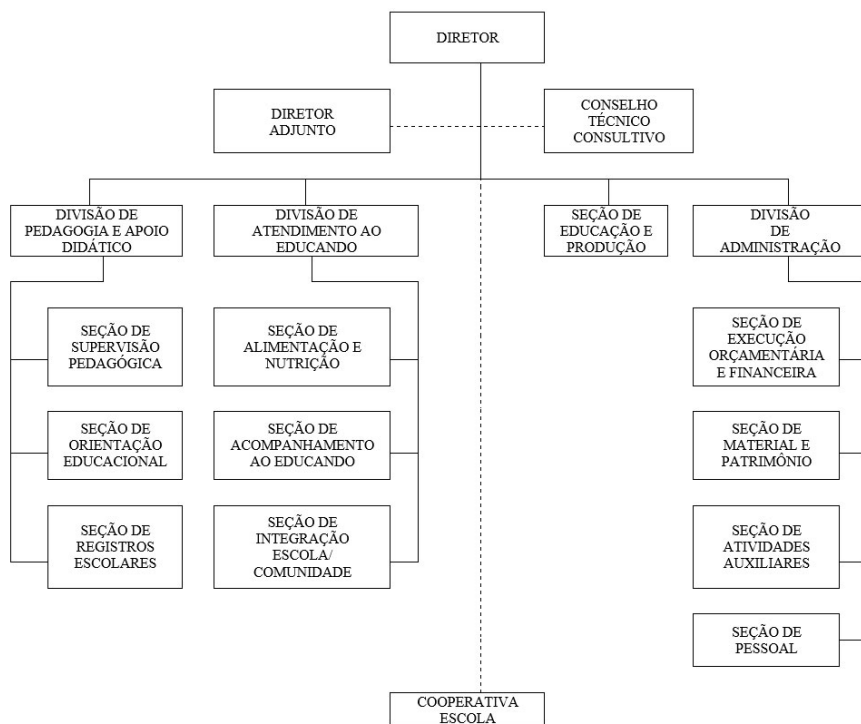 DIRETOR
DIRETOR
ADJUNTO
CONSELHO
TÉCNICO
CONSULTIVO
DIVISÃO DE
PEDAGOGIA E APOIO
DIDÁTICO
DIVISÃO DE
ATENDIMENTO AO
EDUCANDO
SEÇÃO DE
EDUCAÇÃO E
PRODUÇÃO
DIVISÃO
DE
ADMINISTRAÇÃO
SEÇÃO DE
SUPERVISÃO
PEDAGÓGICA
SEÇÃO DE
ALIMENTAÇÃO E
NUTRIÇÃO
SEÇÃO DE
EXECUÇÃO
ORÇAMENTÁRIA
E FINANCEIRA
SEÇÃO DE
ORIENTAÇÃO
EDUCACIONAL
SEÇÃO DE
ACOMPANHAMENTO
AO EDUCANDO
SEÇÃO DE
MATERIAL E
PATRIMÔNIO
SEÇÃO DE
REGISTROS
ESCOLARES
SEÇÃO DE
INTEGRAÇÃO
ESCOLA/
COMUNIDADE
SEÇÃO DE
ATIVIDADES
AUXILIARES
SEÇÃO DE
PESSOAL
COOPERATIVA
ESCOLA